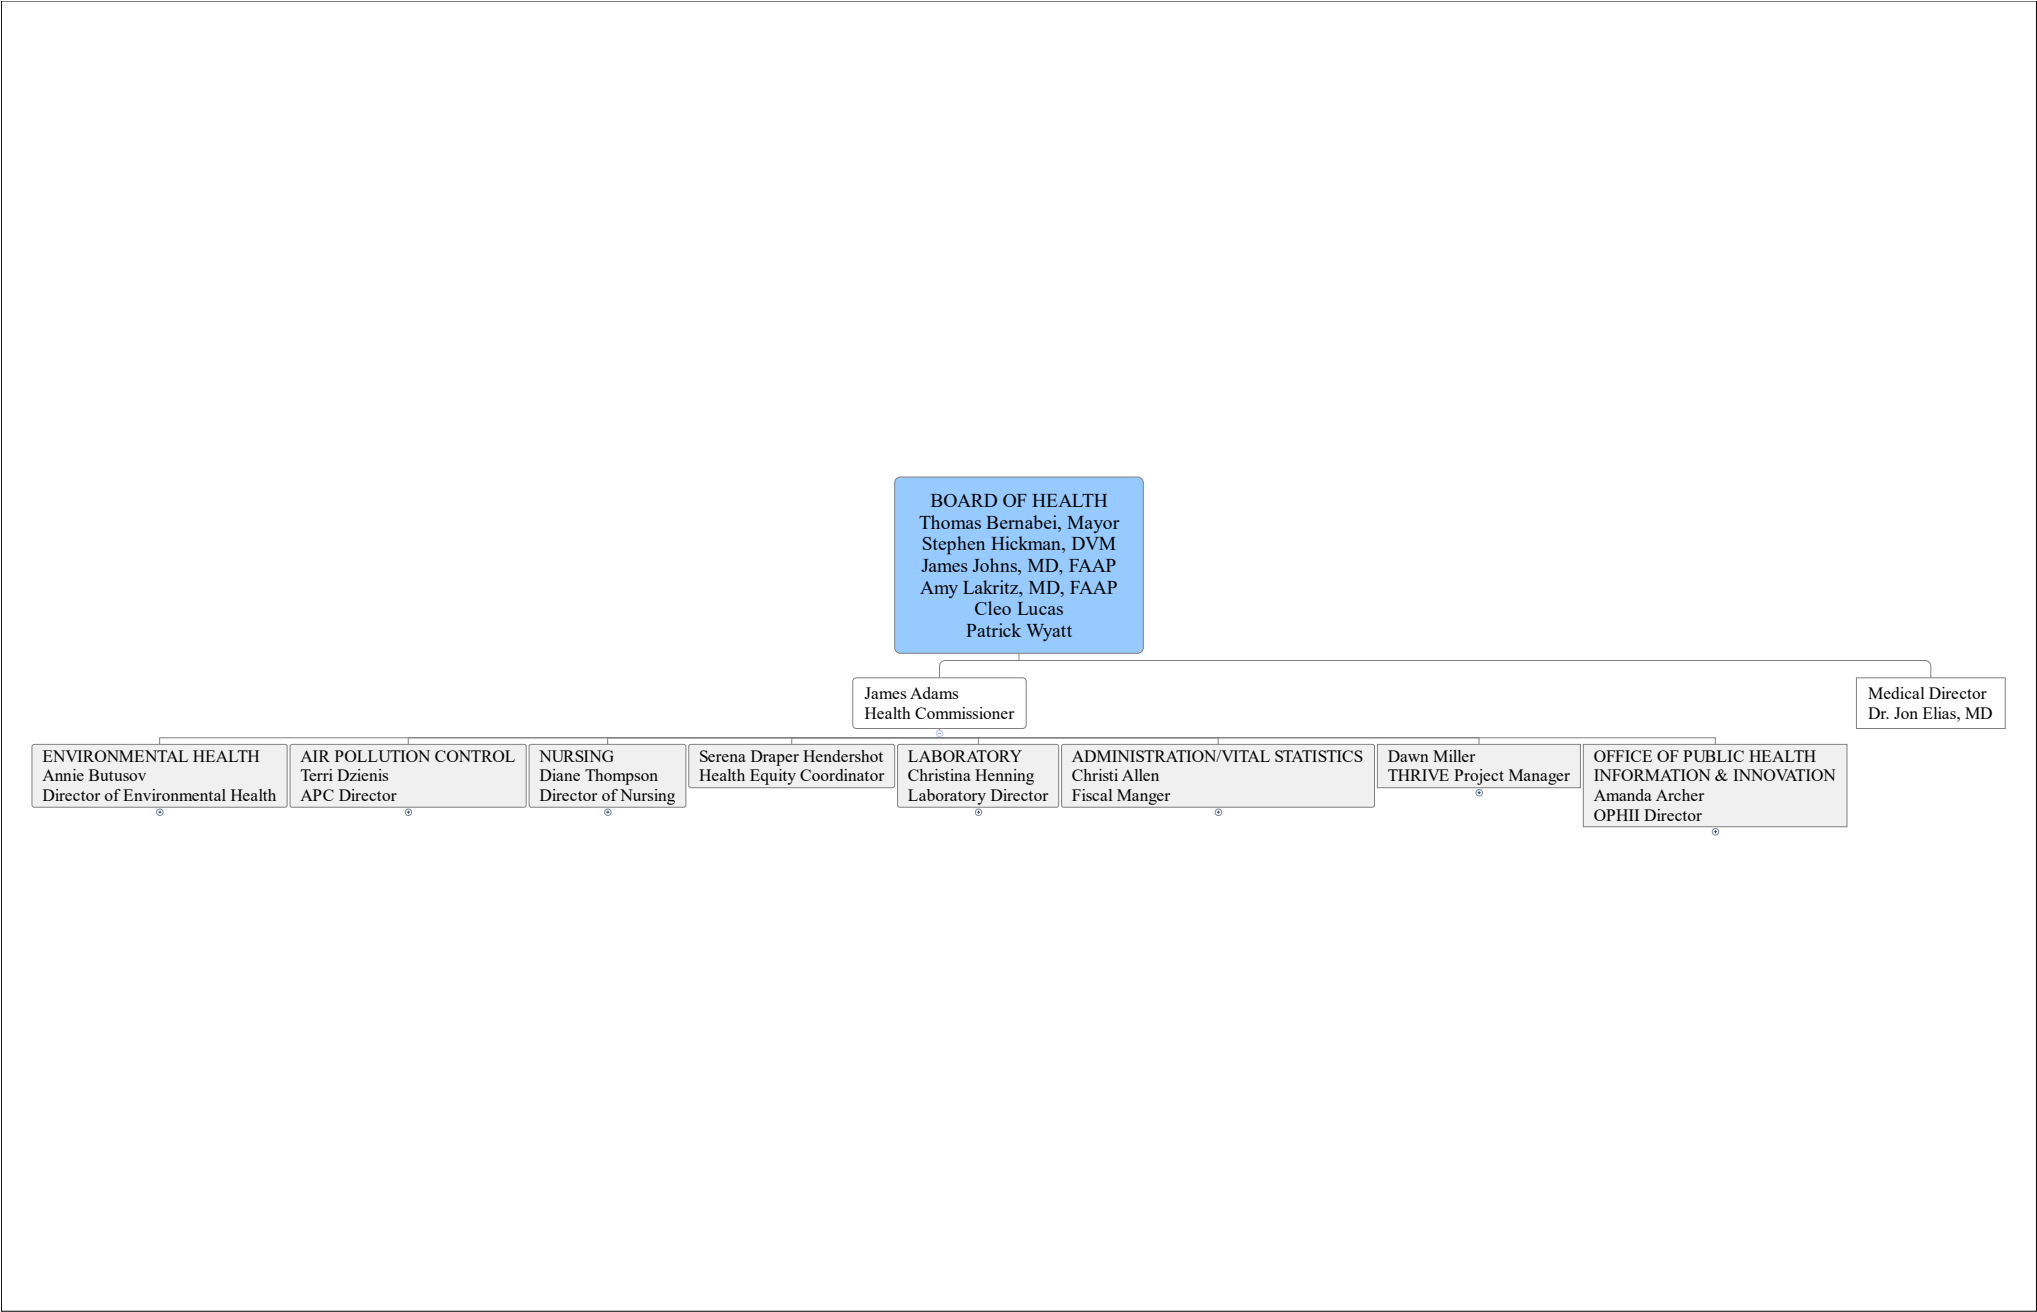 BOARD OF HEALTH
Thomas Bernabei, Mayor
Stephen Hickman, DVM
James Johns, MD, FAAP
Amy Lakritz, MD, FAAP
Cleo Lucas
Patrick Wyatt
James Adams
Health Commissioner
Medical Director
Dr. Jon Elias, MD
ENVIRONMENTAL HEALTH
Annie Butusov
Director of Environmental Health
AIR POLLUTION CONTROL
Terri Dzienis
APC Director
NURSING
Diane Thompson
Director of Nursing
Serena Draper Hendershot
Health Equity Coordinator
LABORATORY
Christina Henning
Laboratory Director
ADMINISTRATION/VITAL STATISTICS
Christi Allen
Fiscal Manger
Dawn Miller
THRIVE Project Manager
OFFICE OF PUBLIC HEALTH
INFORMATION & INNOVATION
Amanda Archer
OPHII Director